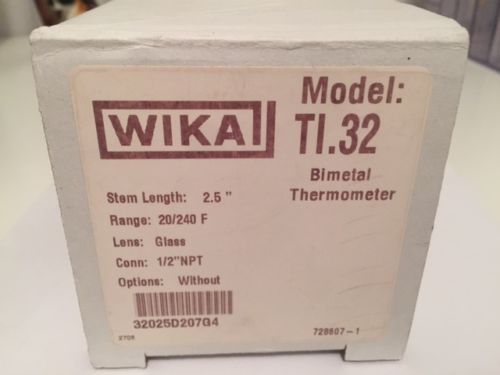 WIKA
Model:
TI.32
Bimetal
Thermometer
Stem Length: 2.5 "
Range: 20/240 F
Lens: Glass
Conn: 1/2"NPT
Options: Without
32025D207G4
2708
728607-1